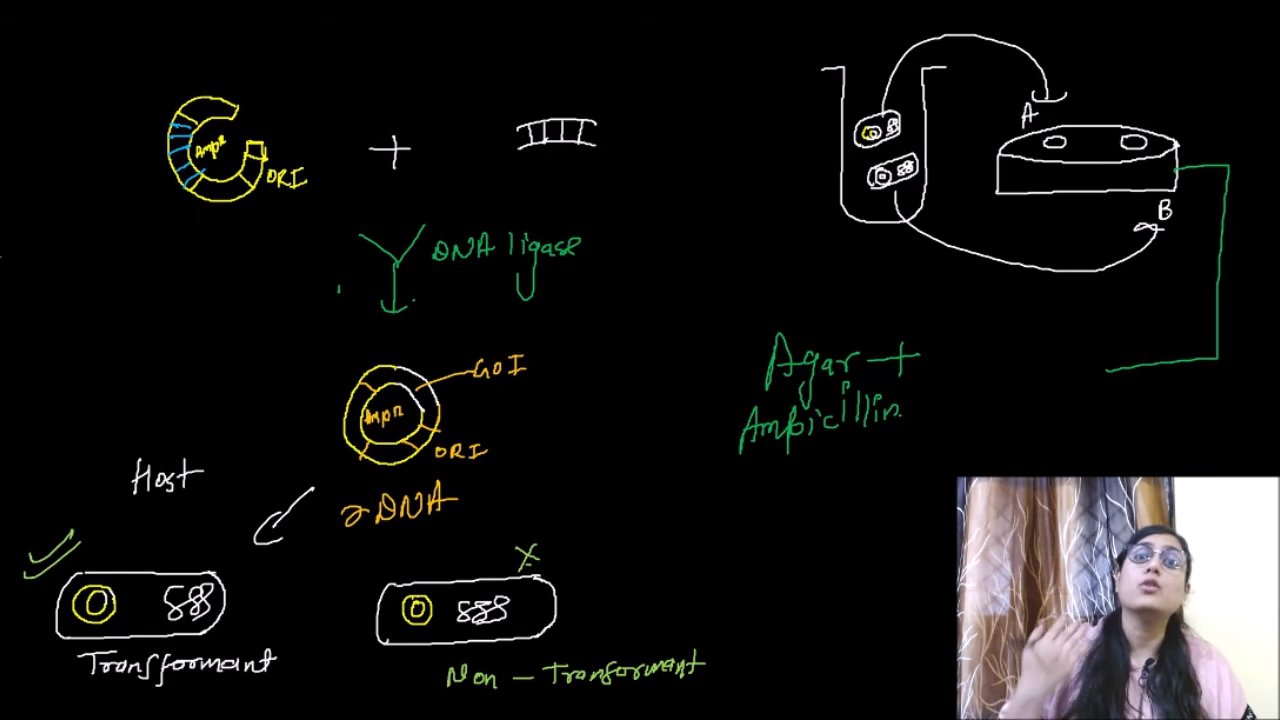 AmpR
ORI
+
DNA ligase
GOI
AmpR
ORI
rDNA
Host
Transformant
Non - Transformant
A
B
Agar +
Ampicillin